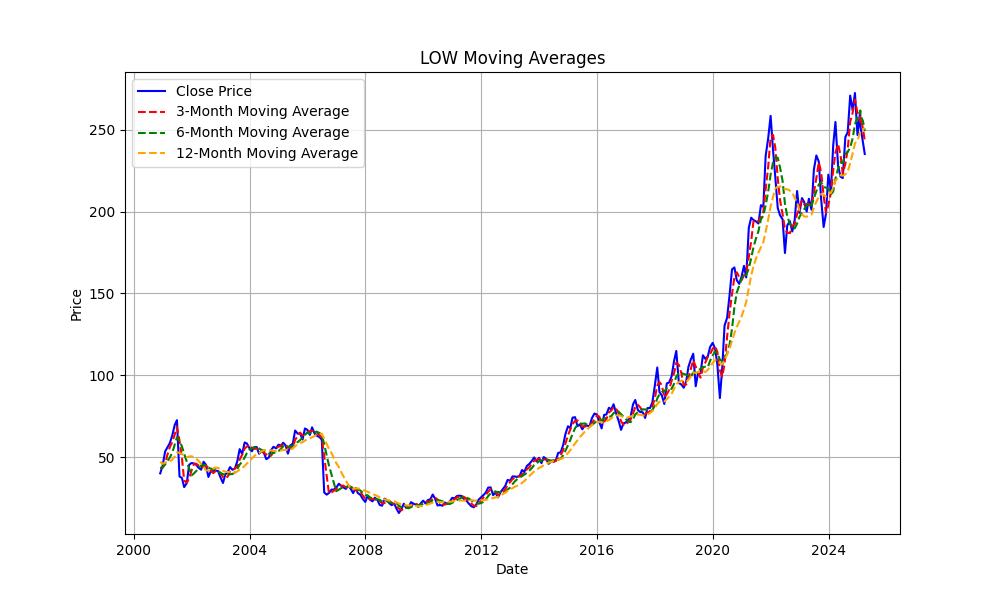 LOW Moving Averages
Close Price
3-Month Moving Average
6-Month Moving Average
12-Month Moving Average
250
200
150
100
50
Price
2000 2004 2008 2012 2016 2020 2024
Date